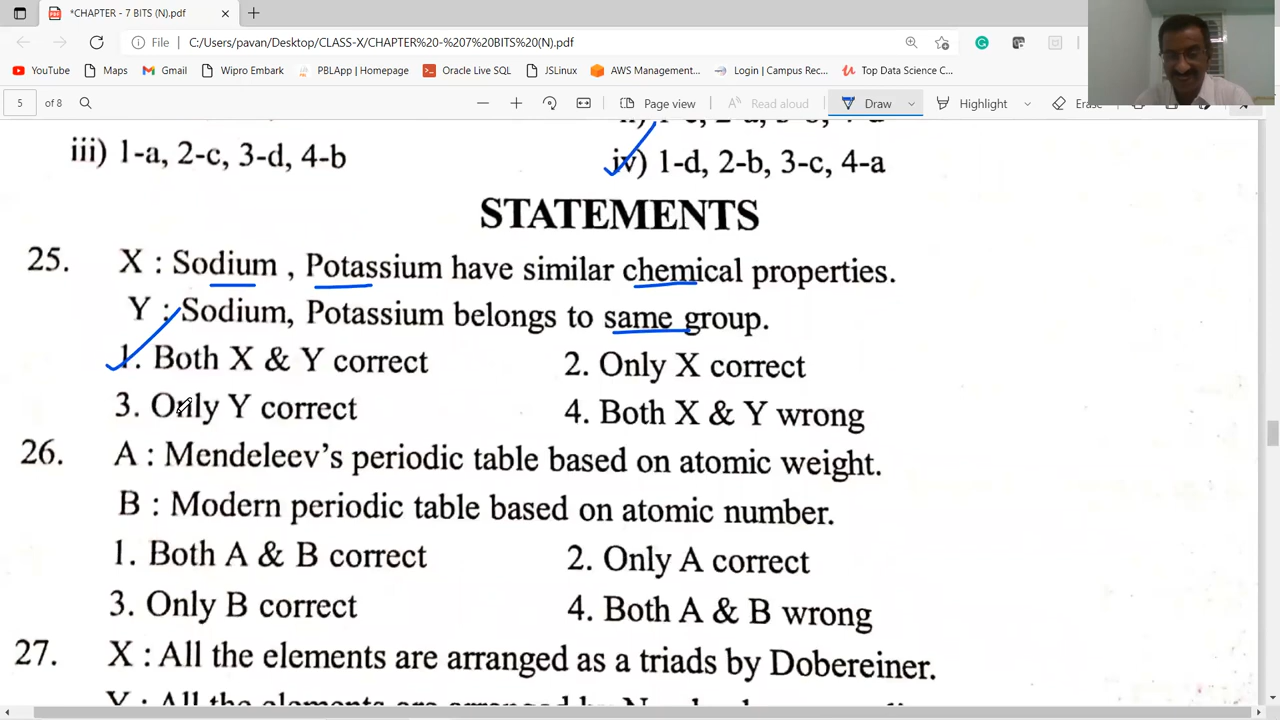 *CHAPTER - 7 BITS (N).pdf
File C:/Users/pavan/Desktop/CLASS-X/CHAPTER%20-%207%20BITS%20(N).pdf
YouTube Maps Gmail Wipro Embark PBLApp | Homepage Oracle Live SQL JSLinux AWS Management... Login | Campus Rec... Top Data Science C...
5 of 8 Page view Read aloud Draw Highlight Erase
iii) 1-a, 2-c, 3-d, 4-b
iv) 1-d, 2-b, 3-c, 4-a
STATEMENTS
25. X : Sodium , Potassium have similar chemical properties.
Y : Sodium, Potassium belongs to same group.
1. Both X & Y correct 2. Only X correct
3. Only Y correct 4. Both X & Y wrong
26. A : Mendeleev's periodic table based on atomic weight.
B : Modern periodic table based on atomic number.
1. Both A & B correct 2. Only A correct
3. Only B correct 4. Both A & B wrong
27. X : All the elements are arranged as a triads by Dobereiner.